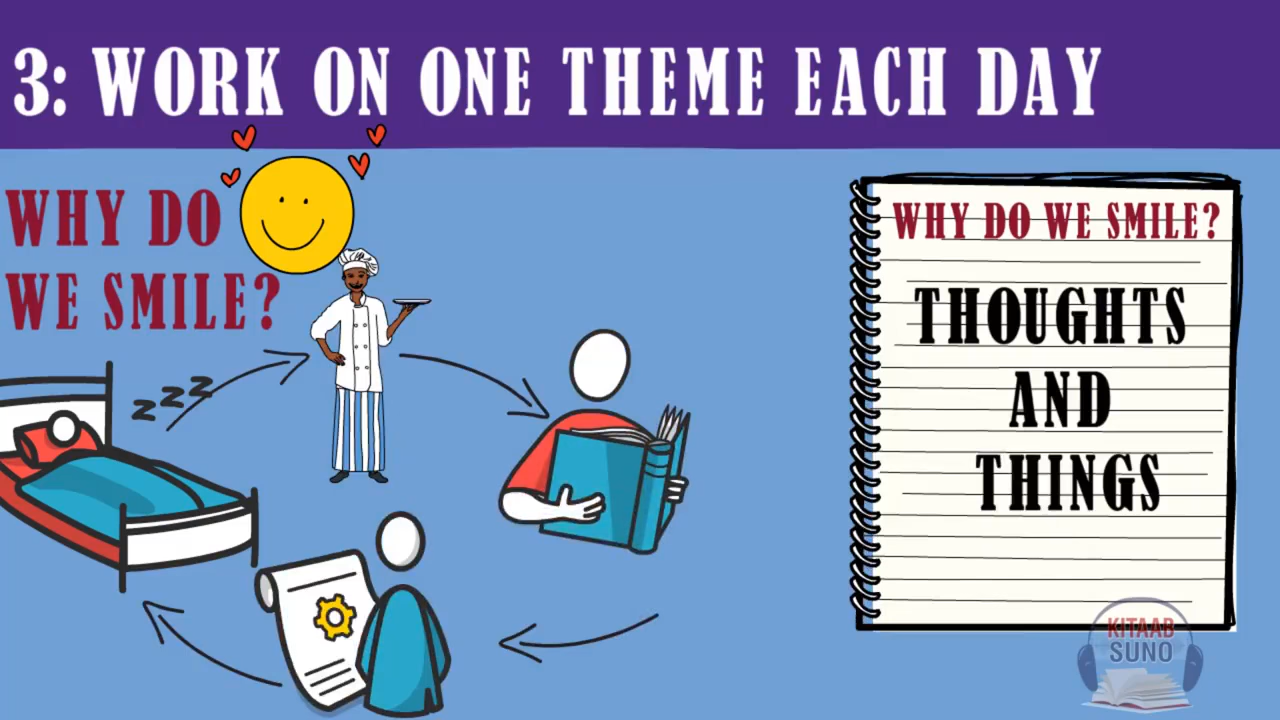 3: WORK ON ONE THEME EACH DAY
WHY DO
WE SMILE?
ZZZ
WHY DO WE SMILE?
THOUGHTS
AND
THINGS
KITAAB
SUNO